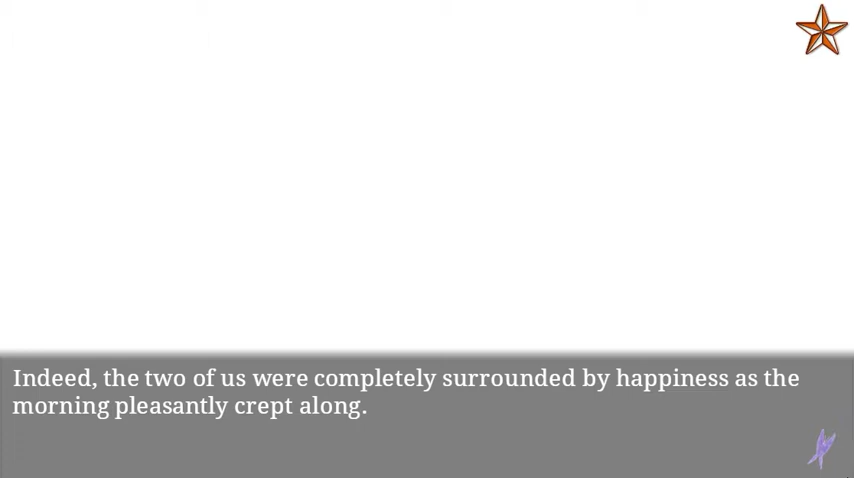 Indeed, the two of us were completely surrounded by happiness as the
morning pleasantly crept along.